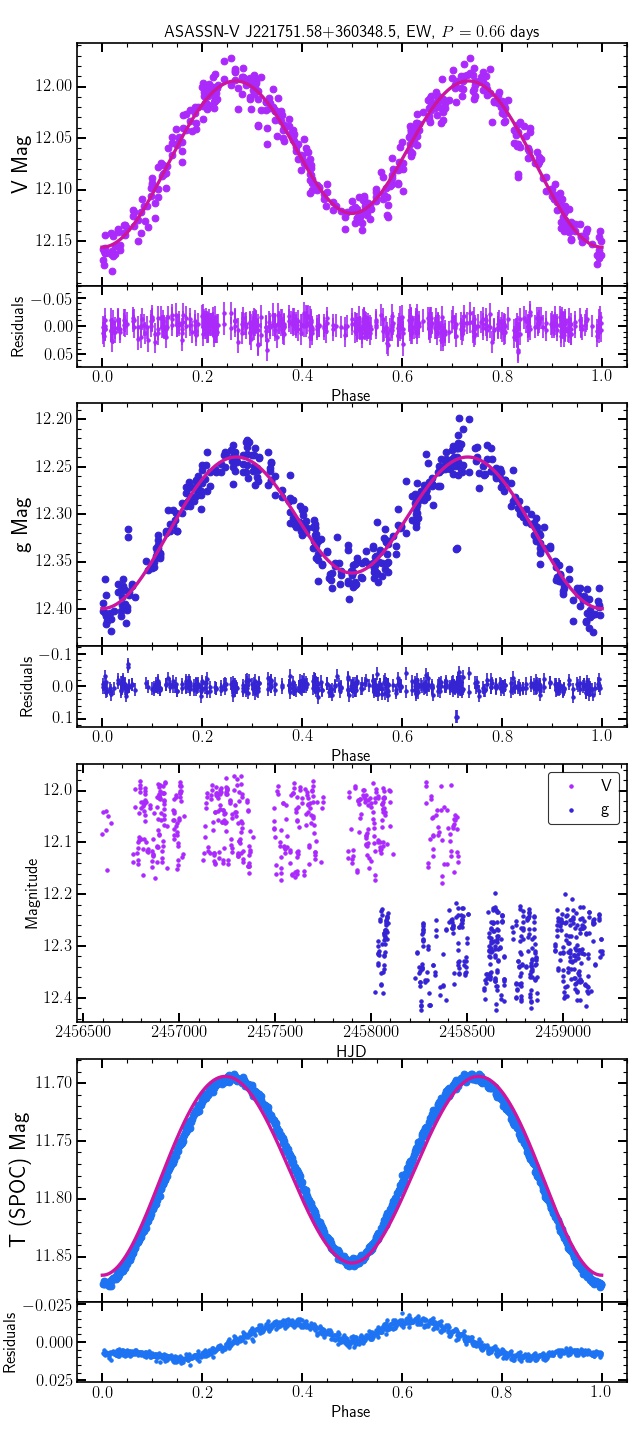 ASASSN-V J221751.58+360348.5, EW, P = 0.66 days
12.00
12.05
12.10
12.15
V Mag
−0.05
0.00
0.05
Residuals
0.0 0.2 0.4 0.6 0.8 1.0
Phase
12.20
12.25
12.30
12.35
12.40
g Mag
−0.1
0.0
0.1
Residuals
0.0 0.2 0.4 0.6 0.8 1.0
Phase
V
g
12.0
12.1
12.2
12.3
12.4
Magnitude
2456500 2457000 2457500 2458000 2458500 2459000
HJD
11.70
11.75
11.80
11.85
T (SPOC) Mag
−0.025
0.000
0.025
Residuals
0.0 0.2 0.4 0.6 0.8 1.0
Phase